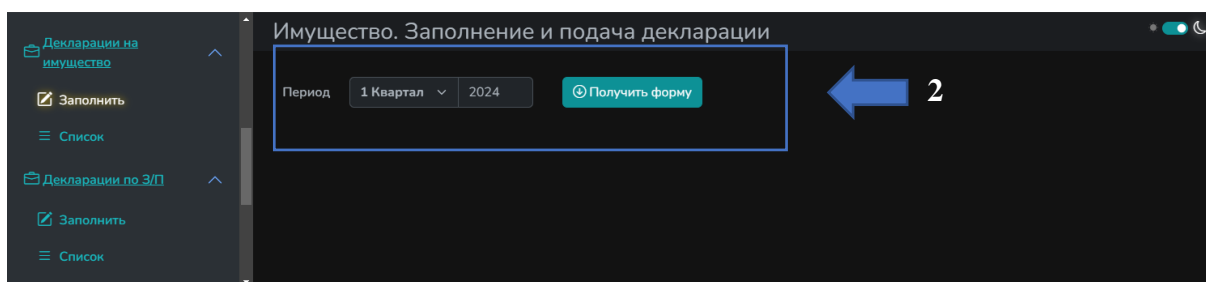 Декларации на
имущество
Заполнить
Список
Декларации по З/П
Заполнить
Список
Имущество. Заполнение и подача декларации
Период 1 Квартал 2024 Получить форму
2